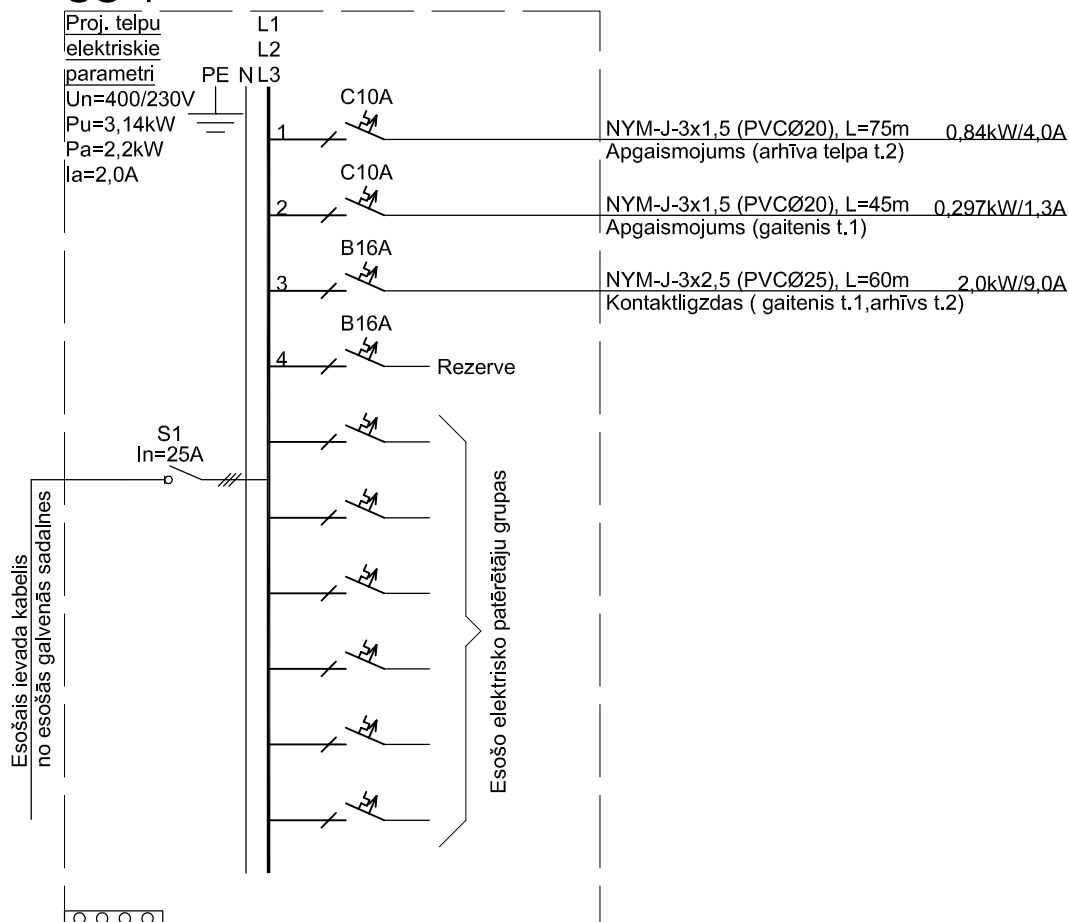 Proj. telpu
elektriskie
parametri
Un=400/230V
Pu=3,14kW
Pa=2,2kW
Ia=2,0A
L1
L2
PE N L3
C10A
1
NYM-J-3x1,5 (PVCØ20), L=75m 0,84kW/4,0A
Apgaismojums (arhīva telpa t.2)
C10A
2
NYM-J-3x1,5 (PVCØ20), L=45m 0,297kW/1,3A
Apgaismojums (gaitenis t.1)
B16A
3
NYM-J-3x2,5 (PVCØ25), L=60m 2,0kW/9,0A
Kontaktligzdas ( gaitenis t.1,arhīvs t.2)
B16A
4
Rezerve
S1
In=25A
Esošais ievada kabelis
no esošās galvenās sadalnes
Esošo elektrisko patērētāju grupas